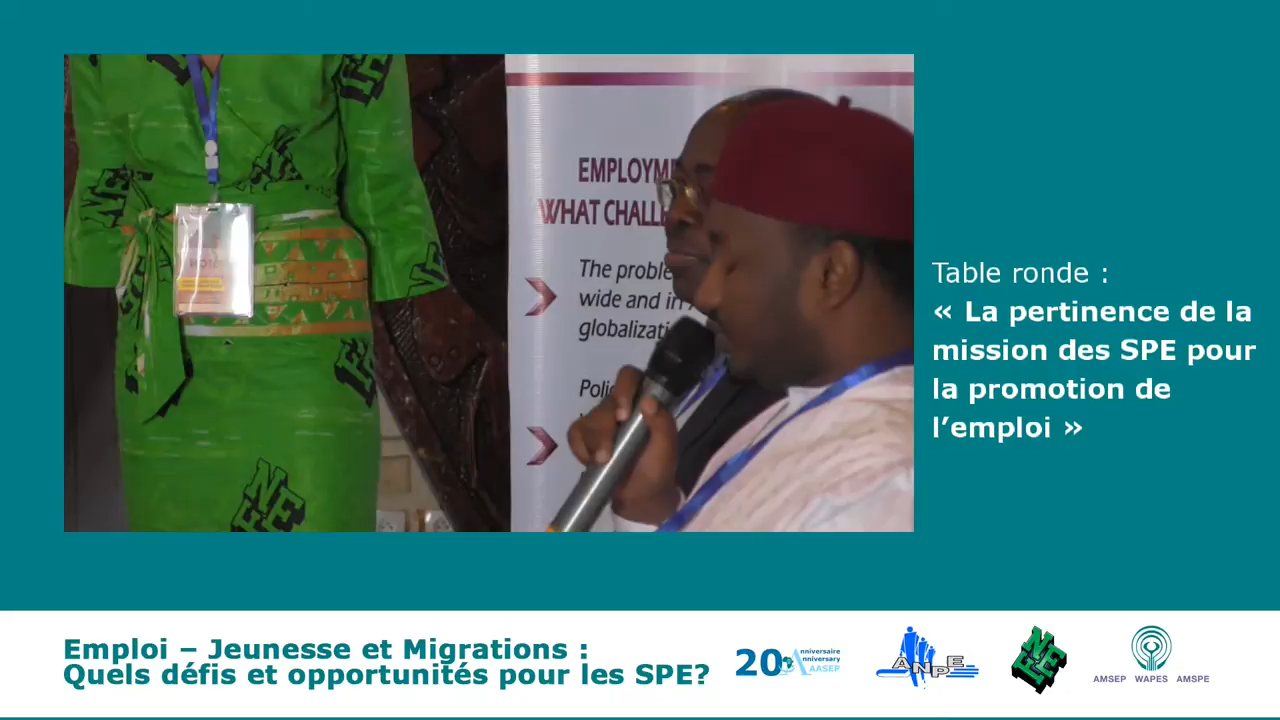 EMPLOYM
WHAT CHALL
The proble
wide and in
globalizati
Polic
Table ronde :
« La pertinence de la
mission des SPE pour
la promotion de
l’emploi »
Emploi – Jeunesse et Migrations :
Quels défis et opportunités pour les SPE?
20 Anniversaire
Anniversary
AASEP
ANPE
NEF
AMSEP WAPES AMSPE